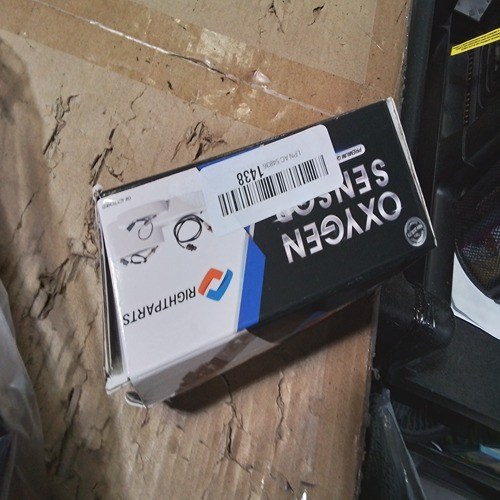 OXYGEN
SENSOR
PREMIUM
RIGHTPARTS
1438